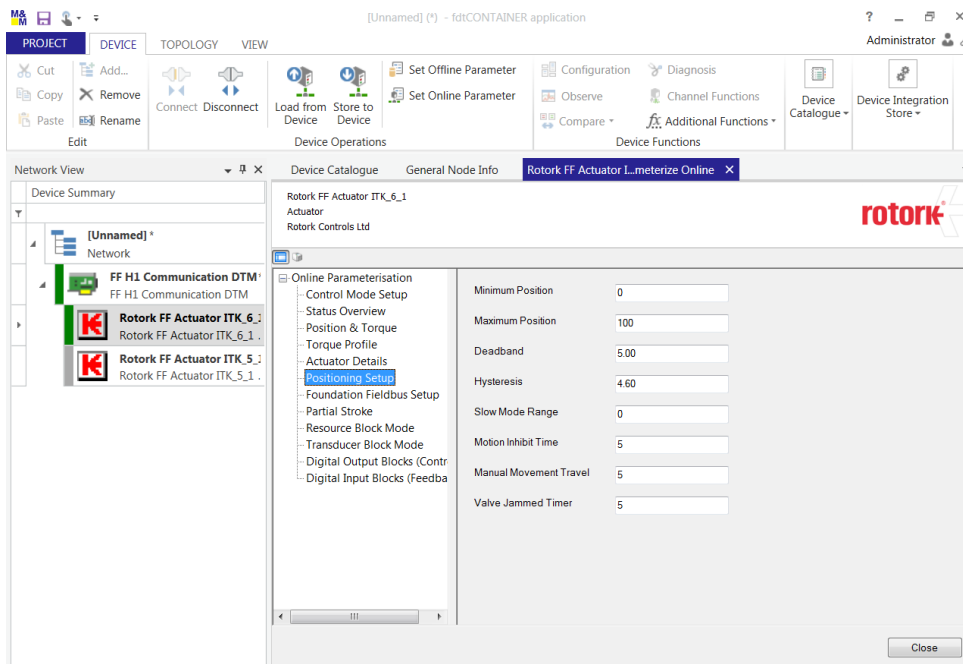 M&M
[Unnamed] (*) - fdtCONTAINER application
?
PROJECT DEVICE TOPOLOGY VIEW Administrator
Cut Add... Connect Disconnect Load from Device Store to Device Set Offline Parameter Configuration Diagnosis Device Catalogue Device Integration Store
Copy Remove Set Online Parameter Observe Channel Functions
Paste Rename Compare fx Additional Functions
Edit Device Operations Device Functions
Network View Device Catalogue General Node Info Rotork FF Actuator I...meterize Online
Device Summary
[Unnamed] *
Network
FF H1 Communication DTM*
FF H1 Communication DTM
Rotork FF Actuator ITK_6_1
Rotork FF Actuator ITK_6_1 .
Rotork FF Actuator ITK_5_1
Rotork FF Actuator ITK_5_1 .
Rotork FF Actuator ITK_6_1
Actuator
Rotork Controls Ltd
rotork
Online Parameterisation
Control Mode Setup
Status Overview
Position & Torque
Torque Profile
Actuator Details
Positioning Setup
Foundation Fieldbus Setup
Partial Stroke
Resource Block Mode
Transducer Block Mode
Digital Output Blocks (Contr
Digital Input Blocks (Feedba
Minimum Position 0
Maximum Position 100
Deadband 5.00
Hysteresis 4.60
Slow Mode Range 0
Motion Inhibit Time 5
Manual Movement Travel 5
Valve Jammed Timer 5
Close